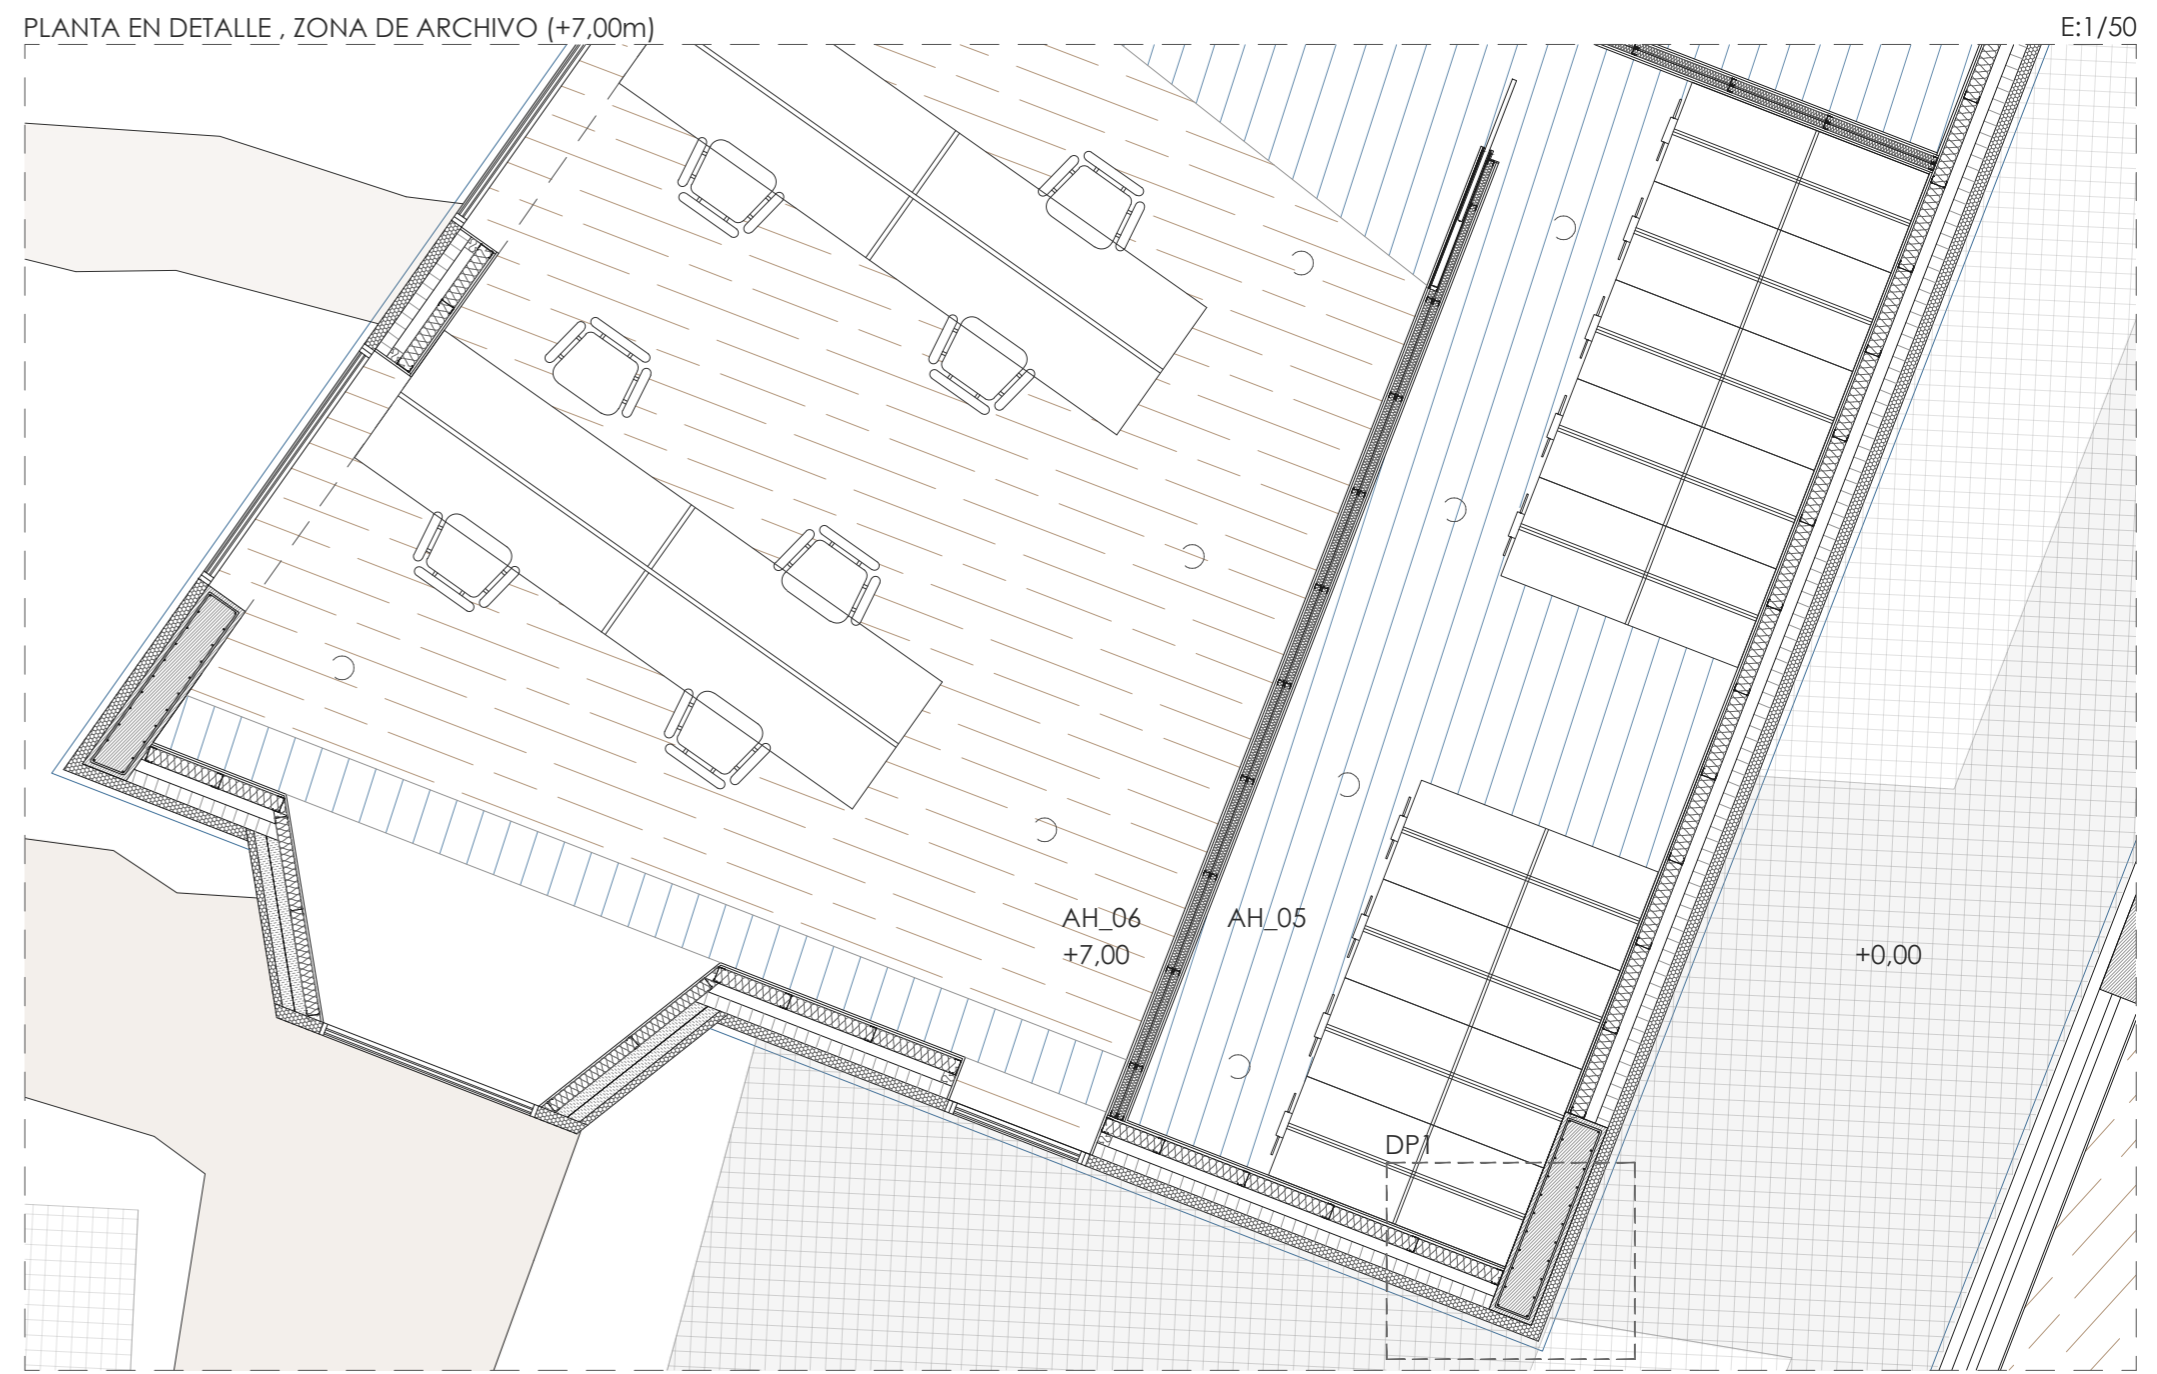 PLANTA EN DETALLE , ZONA DE ARCHIVO (+7,00m)
E:1/50
AH_06
+7,00
AH_05
+0,00
DP1